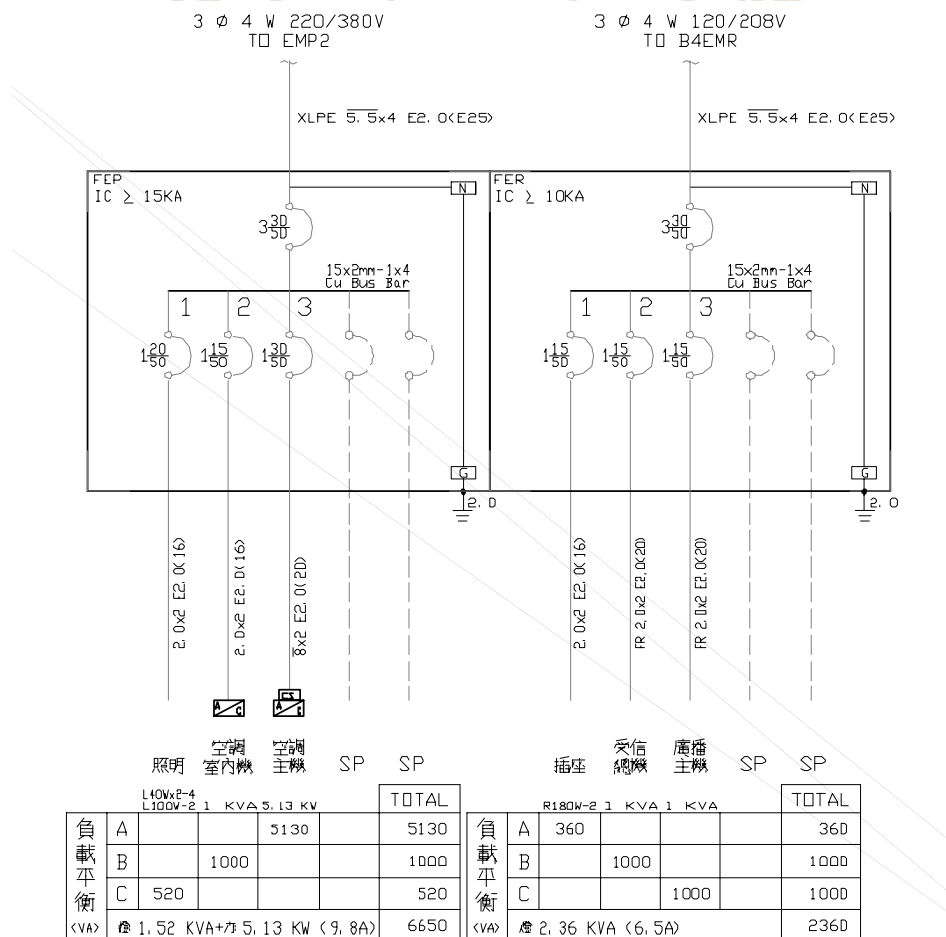 3 Ø 4 W 220/380V
TO EMP2
XLPE 5.5x4 E2.0(E25)
FEP
IC ≥ 15KA
N
3 30
50
15x2mm-1x4
Cu Bus Bar
1 2 3
1 20
50
1 15
50
1 30
50
G
2.0
2.0x2 E2.0(16)
2.0x2 E2.0(16)
8x2 E2.0(20)
A C
CS
A C
照明
空調
室內機
空調
主機
SP
SP
L40Wx2-4
L100W-2 1 KVA 5.13 KW
TOTAL
負載平衡
(VA)
A 5130 5130
B 1000 1000
C 520 520
1.52 KVA+ 5.13 KW (9.8A) 6650
3 Ø 4 W 120/208V
TO B4EMR
XLPE 5.5x4 E2.0(E25)
FER
IC ≥ 10KA
N
3 30
50
15x2mm-1x4
Cu Bus Bar
1 2 3
1 15
50
1 15
50
1 15
50
G
2.0
2.0x2 E2.0(16)
FR 2.0x2 E2.0(20)
FR 2.0x2 E2.0(20)
插座
受信
總機
廣播
主機
SP
SP
R180W-2 1 KVA 1 KVA
TOTAL
負載平衡
(VA)
A 360 360
B 1000 1000
C 1000 1000
2.36 KVA (6.5A) 2360